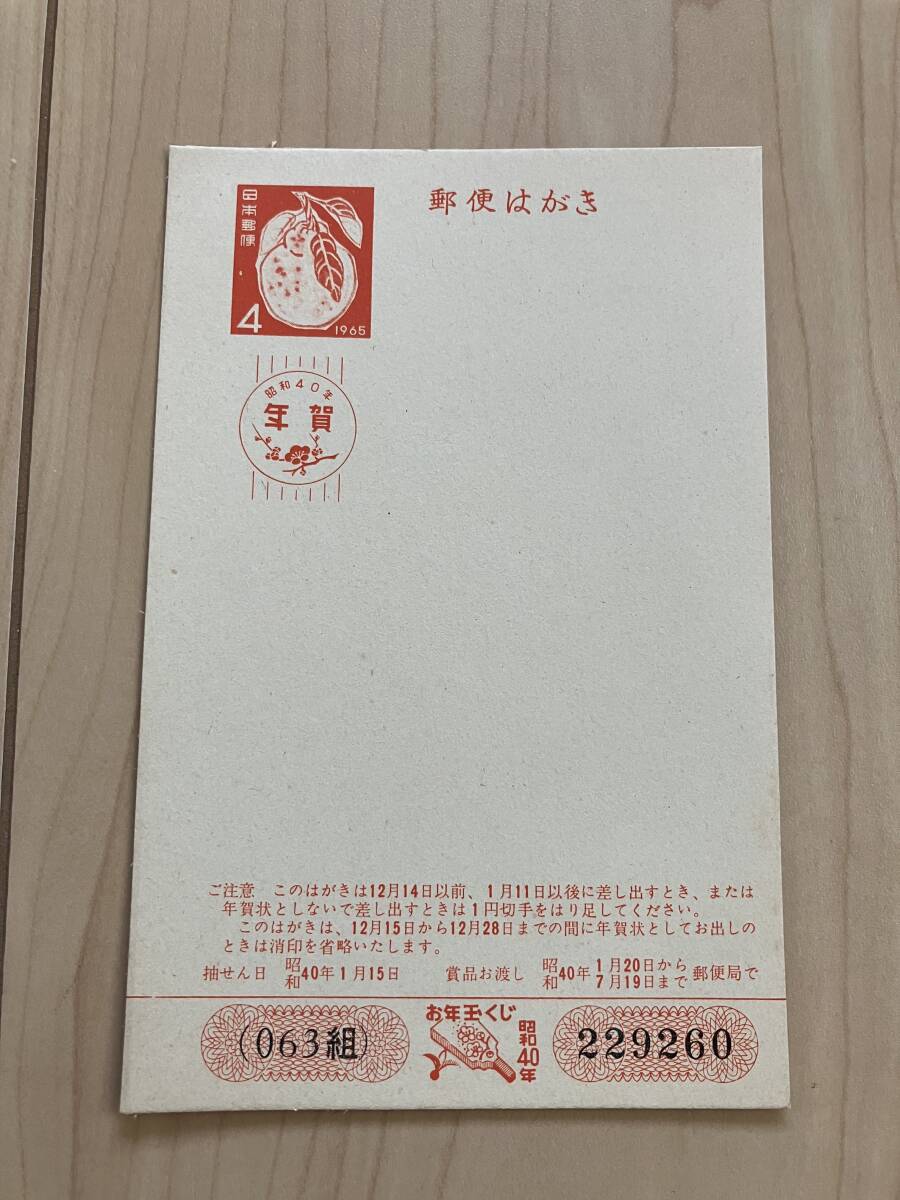 郵便はがき
日本郵便
4
1965
昭和40年
年賀
ご注意 このはがきは12月14日以前、1月11日以後に差し出すとき、または
年賀状としないで差し出すときは1円切手をはり足してください。
このはがきは、12月15日から12月28日までの間に年賀状としてお出しの
ときは消印を省略いたします。
抽せん日 昭和40年1月15日 賞品お渡し 昭和40年1月20日から7月19日まで郵便局で
(063組)
お年玉くじ
昭和40年
229260